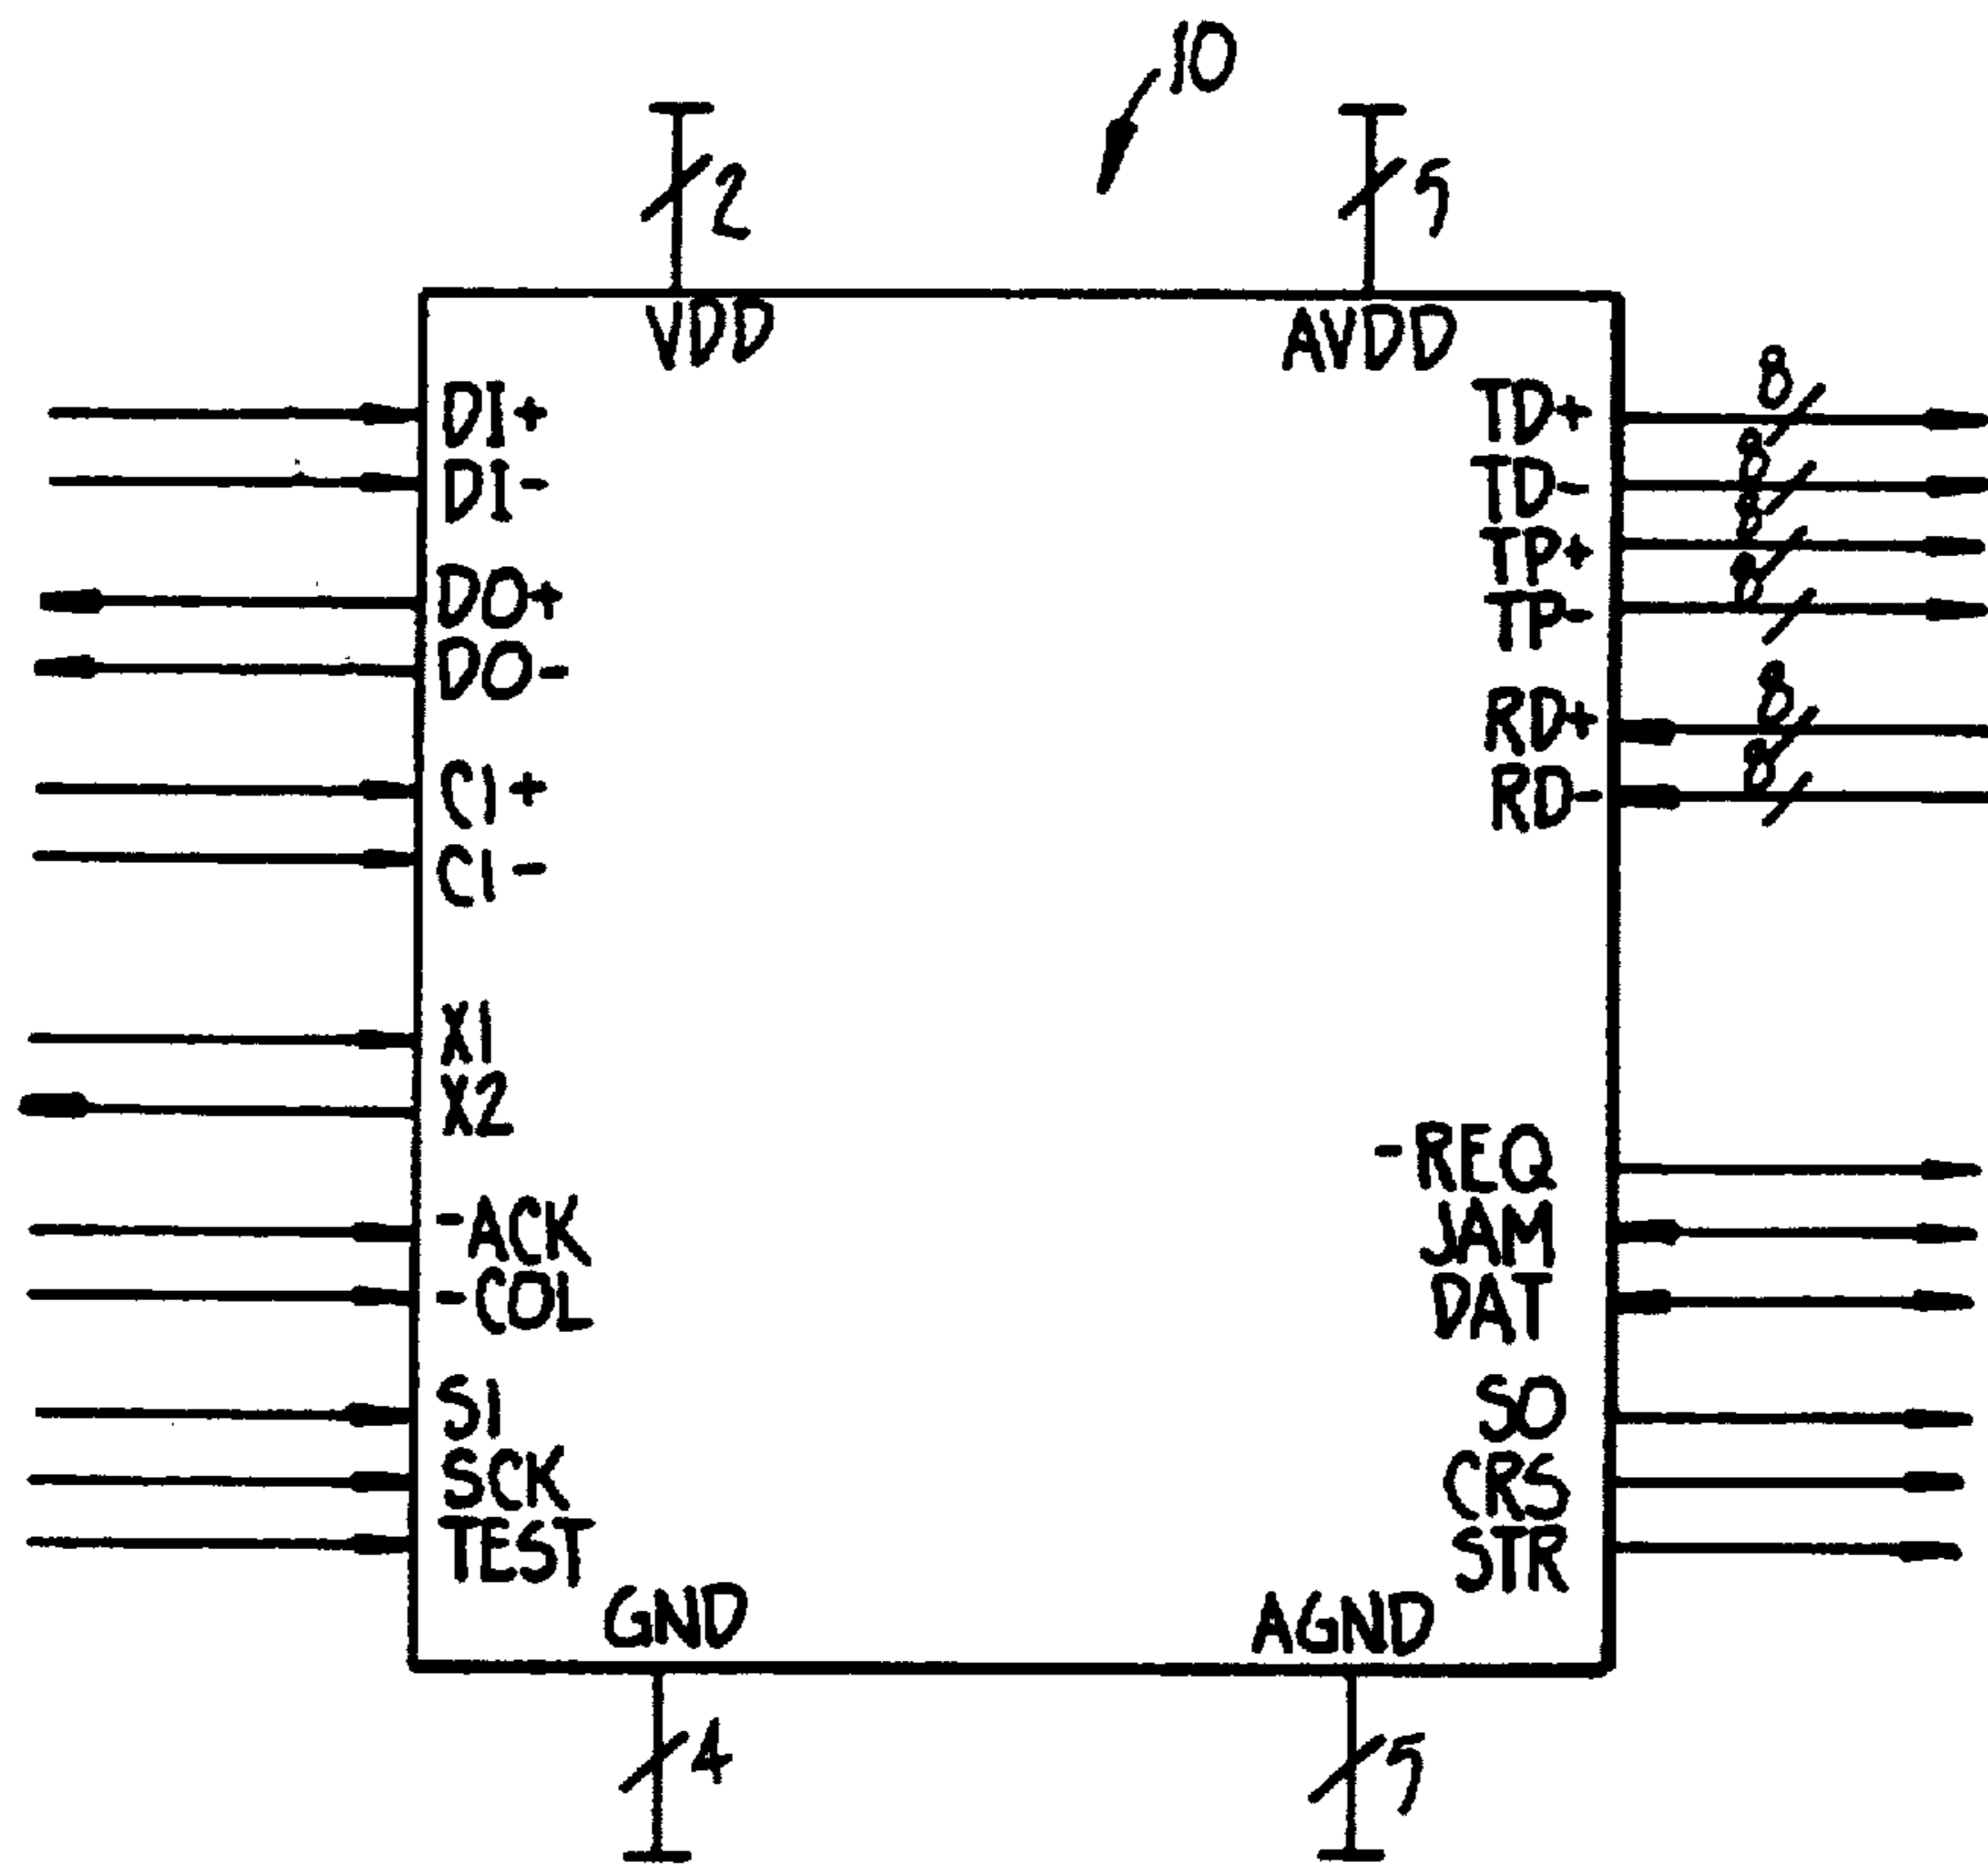 10
2
5
VDD
AVDD
DI+
DI-
DO+
DO-
CI+
CI-
X1
X2
-ACK
-COL
SI
SCK
TEST
TD+
8
TD-
8
TP+
8
TP-
8
RD+
8
RD-
8
-REQ
JAM
DAT
SO
CRS
STR
GND
AGND
4
5